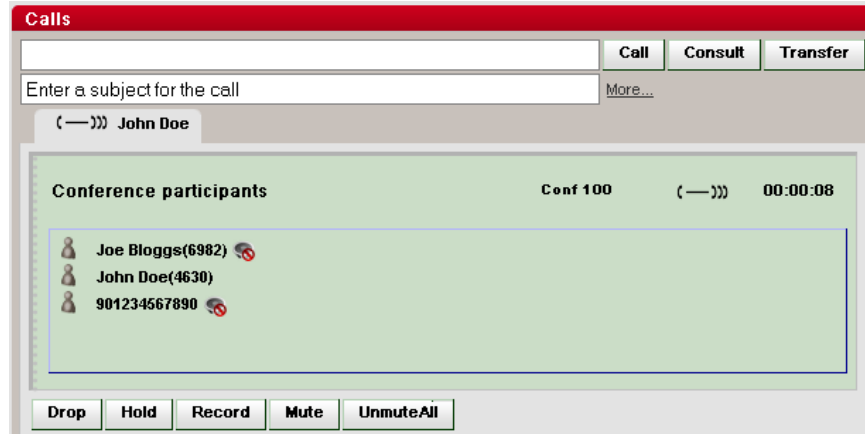 Calls
Call Consult Transfer
Enter a subject for the call More...
John Doe
Conference participants Conf 100 00:00:08
Joe Bloggs(6982)
John Doe(4630)
901234567890
Drop Hold Record Mute UnmuteAll